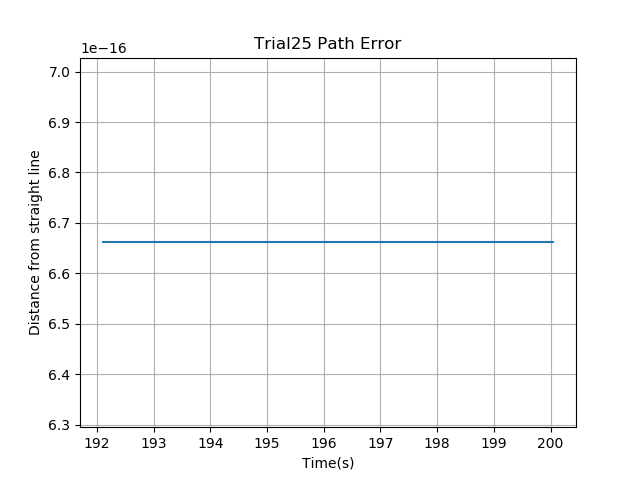 Trial25 Path Error
1e−16
7.0
6.9
6.8
6.7
6.6
6.5
6.4
6.3
Distance from straight line
192 193 194 195 196 197 198 199 200
Time(s)